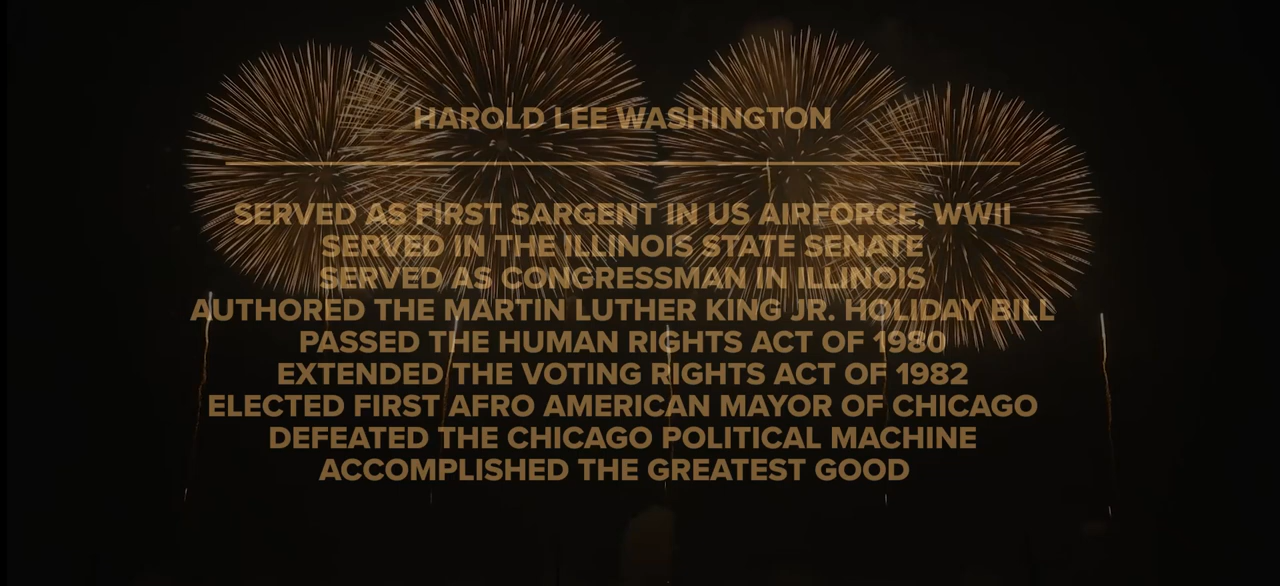 HAROLD LEE WASHINGTON
SERVED AS FIRST SARGENT IN US AIRFORCE, WWII
SERVED IN THE ILLINOIS STATE SENATE
SERVED AS CONGRESSMAN IN ILLINOIS
AUTHORED THE MARTIN LUTHER KING JR. HOLIDAY BILL
PASSED THE HUMAN RIGHTS ACT OF 1980
EXTENDED THE VOTING RIGHTS ACT OF 1982
ELECTED FIRST AFRO AMERICAN MAYOR OF CHICAGO
DEFEATED THE CHICAGO POLITICAL MACHINE
ACCOMPLISHED THE GREATEST GOOD